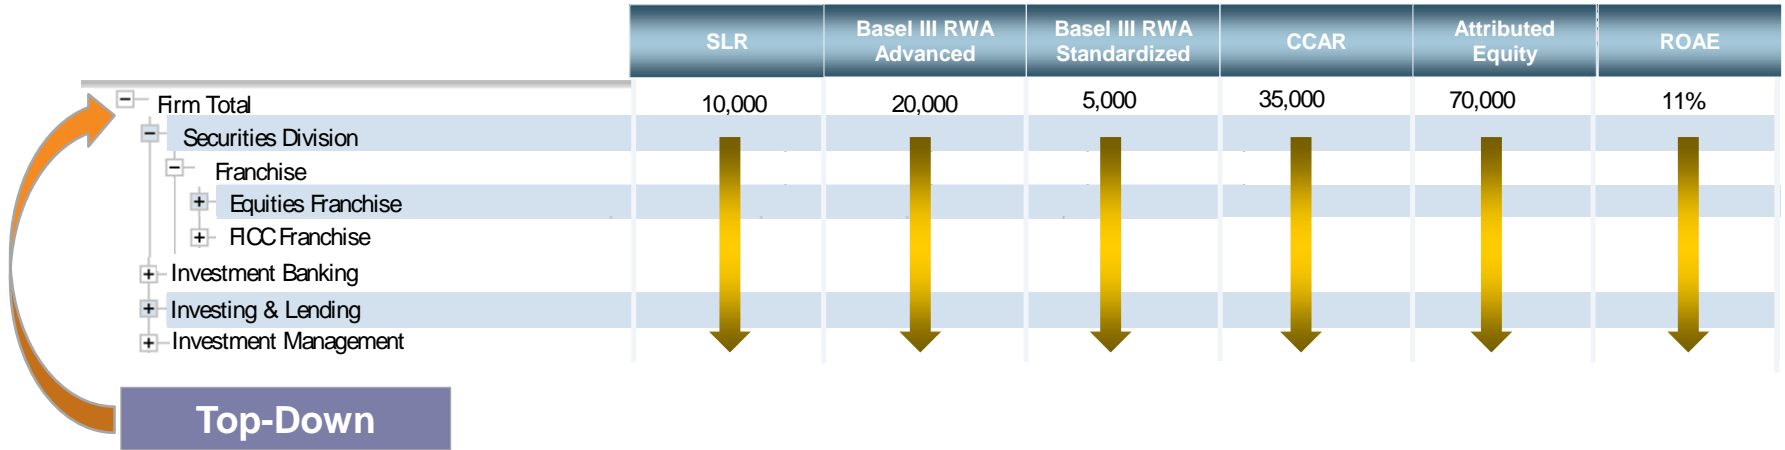 SLR
Basel III RWA
Advanced
Basel III RWA
Standardized
CCAR
Attributed
Equity
ROAE
Firm Total 10,000 20,000 5,000 35,000 70,000 11%
Securities Division
Franchise
Equities Franchise
FICC Franchise
Investment Banking
Investing & Lending
Investment Management
Top-Down